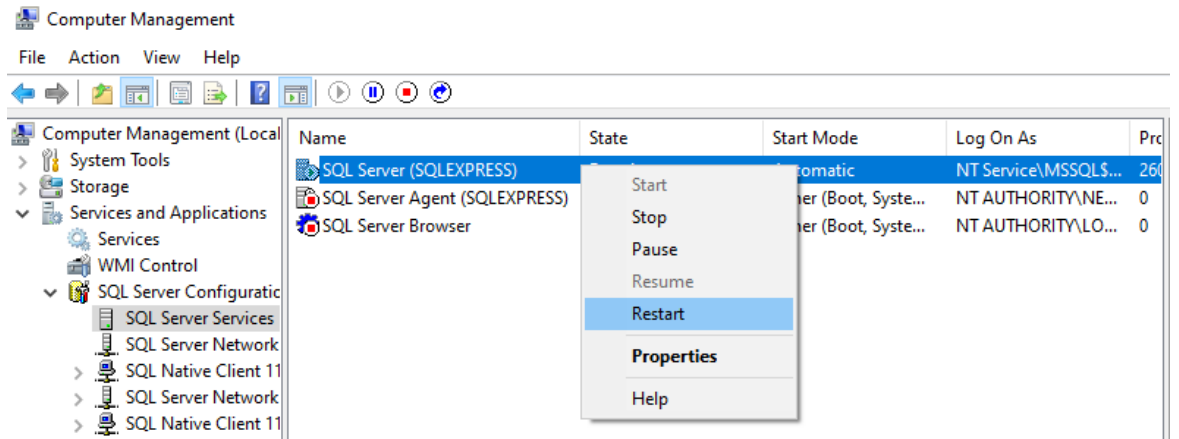 Computer Management
File Action View Help
Computer Management (Local
System Tools
Storage
Services and Applications
Services
WMI Control
SQL Server Configuratic
SQL Server Services
SQL Server Network
SQL Native Client 11
SQL Server Network
SQL Native Client 11
Name State Start Mode Log On As Prc
SQL Server (SQLEXPRESS) omatic NT Service\MSSQL$... 260
SQL Server Agent (SQLEXPRESS) ner (Boot, Syste... NT AUTHORITY\NE... 0
SQL Server Browser ner (Boot, Syste... NT AUTHORITY\LO... 0
Start
Stop
Pause
Resume
Restart
Properties
Help